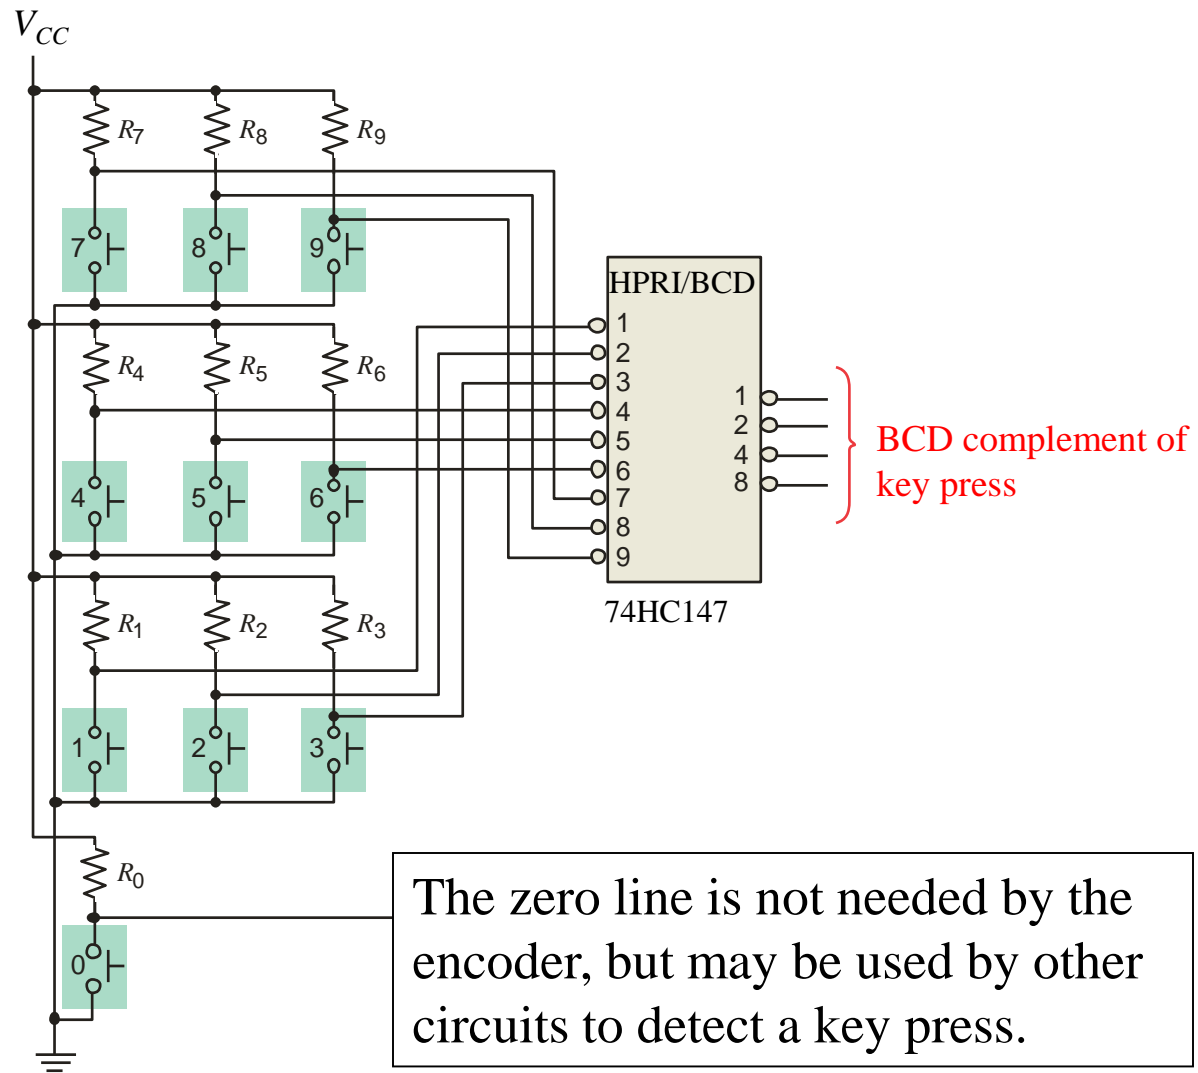 VCC
R7 R8 R9
7 8 9
HPRI/BCD
1
2
3
4
5
6
7
8
9
1
2
4
8
BCD complement of
key press
74HC147
R4 R5 R6
4 5 6
R1 R2 R3
1 2 3
R0
0
The zero line is not needed by the
encoder, but may be used by other
circuits to detect a key press.